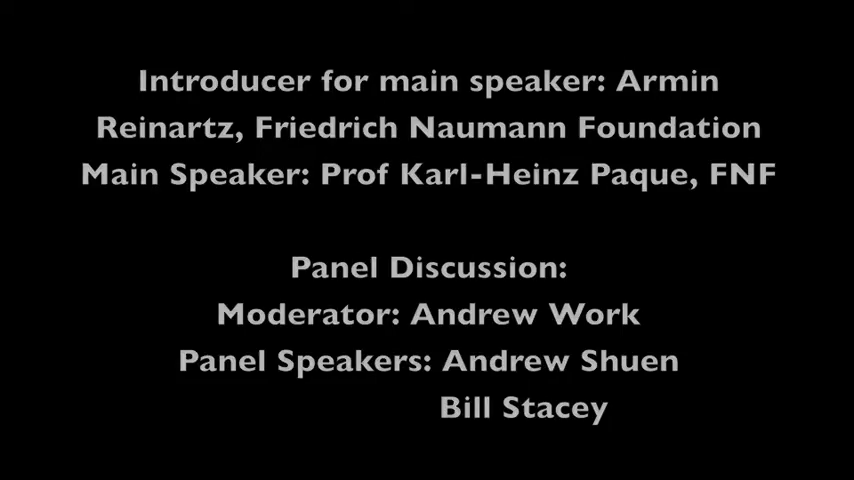 Introducer for main speaker: Armin
Reinartz, Friedrich Naumann Foundation
Main Speaker: Prof Karl-Heinz Paque, FNF
Panel Discussion:
Moderator: Andrew Work
Panel Speakers: Andrew Shuen
Bill Stacey